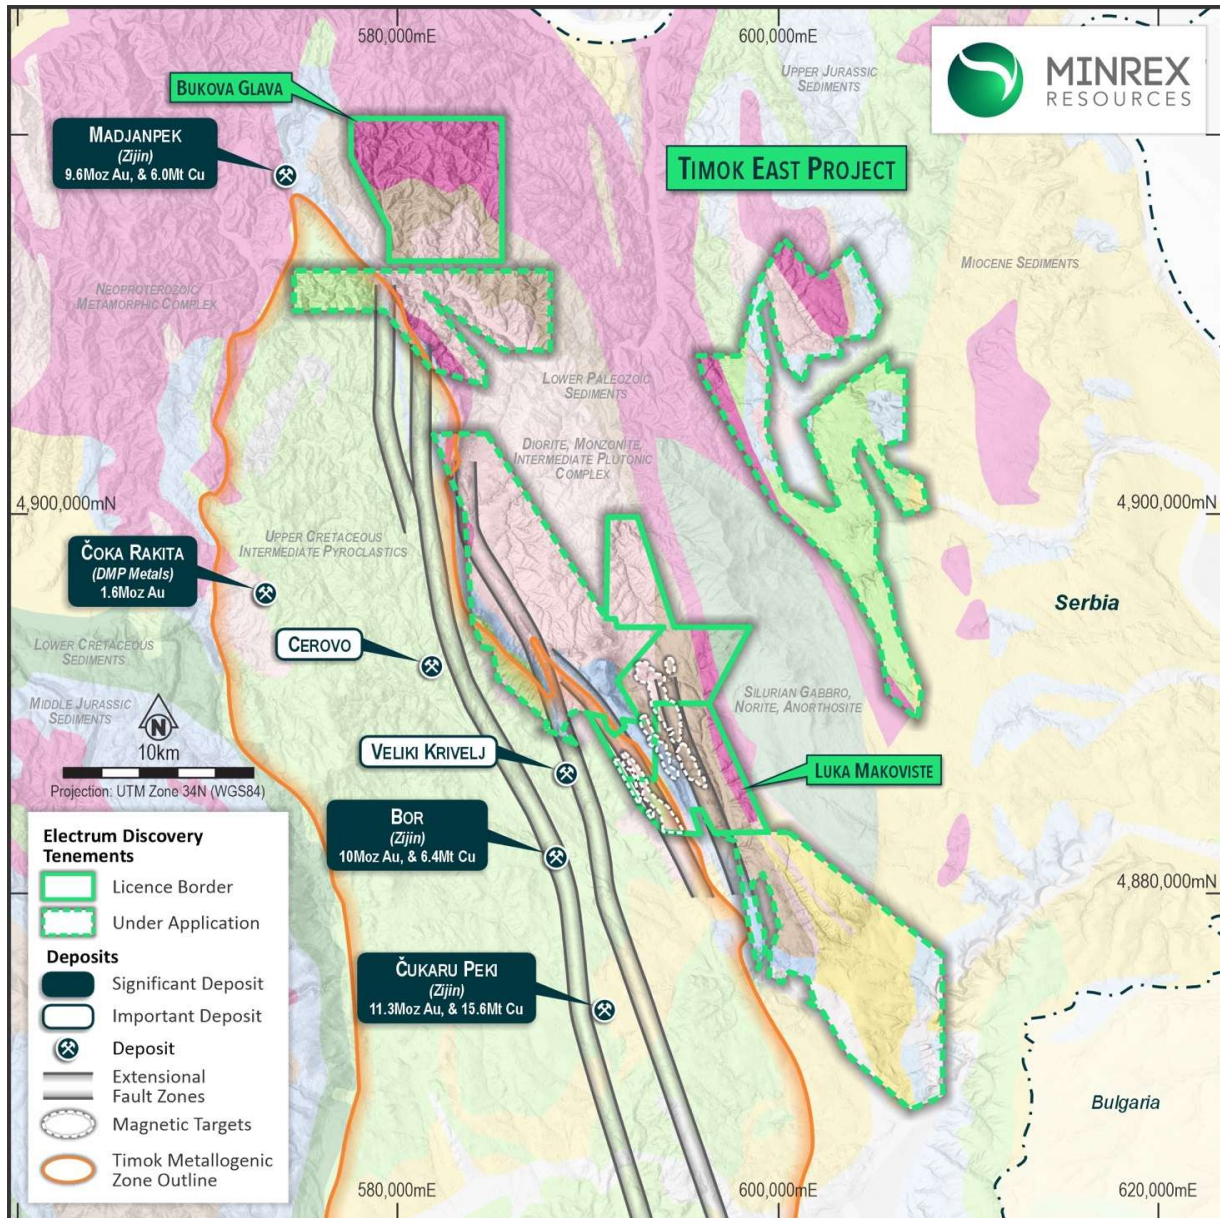 580,000mE
600,000mE
MINREX
RESOURCES
UPPER JURASSIC
SEDIMENTS
BUKOVA GLAVA
MADJANPEK
(Zijin)
9.6Moz Au, & 6.0Mt Cu
TIMOK EAST PROJECT
MIOCENE SEDIMENTS
NEOPROTEROZOIC
METAMORPHIC COMPLEX
LOWER PALEOZOIC
SEDIMENTS
DIORITE, MONZONITE,
INTERMEDIATE PLUTONIC
COMPLEX
4,900,000mN
4,900,000mN
UPPER CRETACEOUS
INTERMEDIATE PYROCLASTICS
ČOKA RAKITA
(DMP Metals)
1.6Moz Au
Serbia
LOWER CRETACEOUS
SEDIMENTS
CEROVO
MIDDLE JURASSIC
SEDIMENTS
SILURIAN GABBRO,
NORITE, ANORTHOSITE
N
10km
Projection: UTM Zone 34N (WGS84)
VELIKI KRIVELJ
LUKA MAKOVISTE
BOR
(Zijin)
10Moz Au, & 6.4Mt Cu
4,880,000mN
ČUKARU PEKI
(Zijin)
11.3Moz Au, & 15.6Mt Cu
Electrum Discovery
Tenements
Licence Border
Under Application
Deposits
Significant Deposit
Important Deposit
Deposit
Extensional
Fault Zones
Magnetic Targets
Timok Metallogenic
Zone Outline
Bulgaria
580,000mE
600,000mE
620,000mE